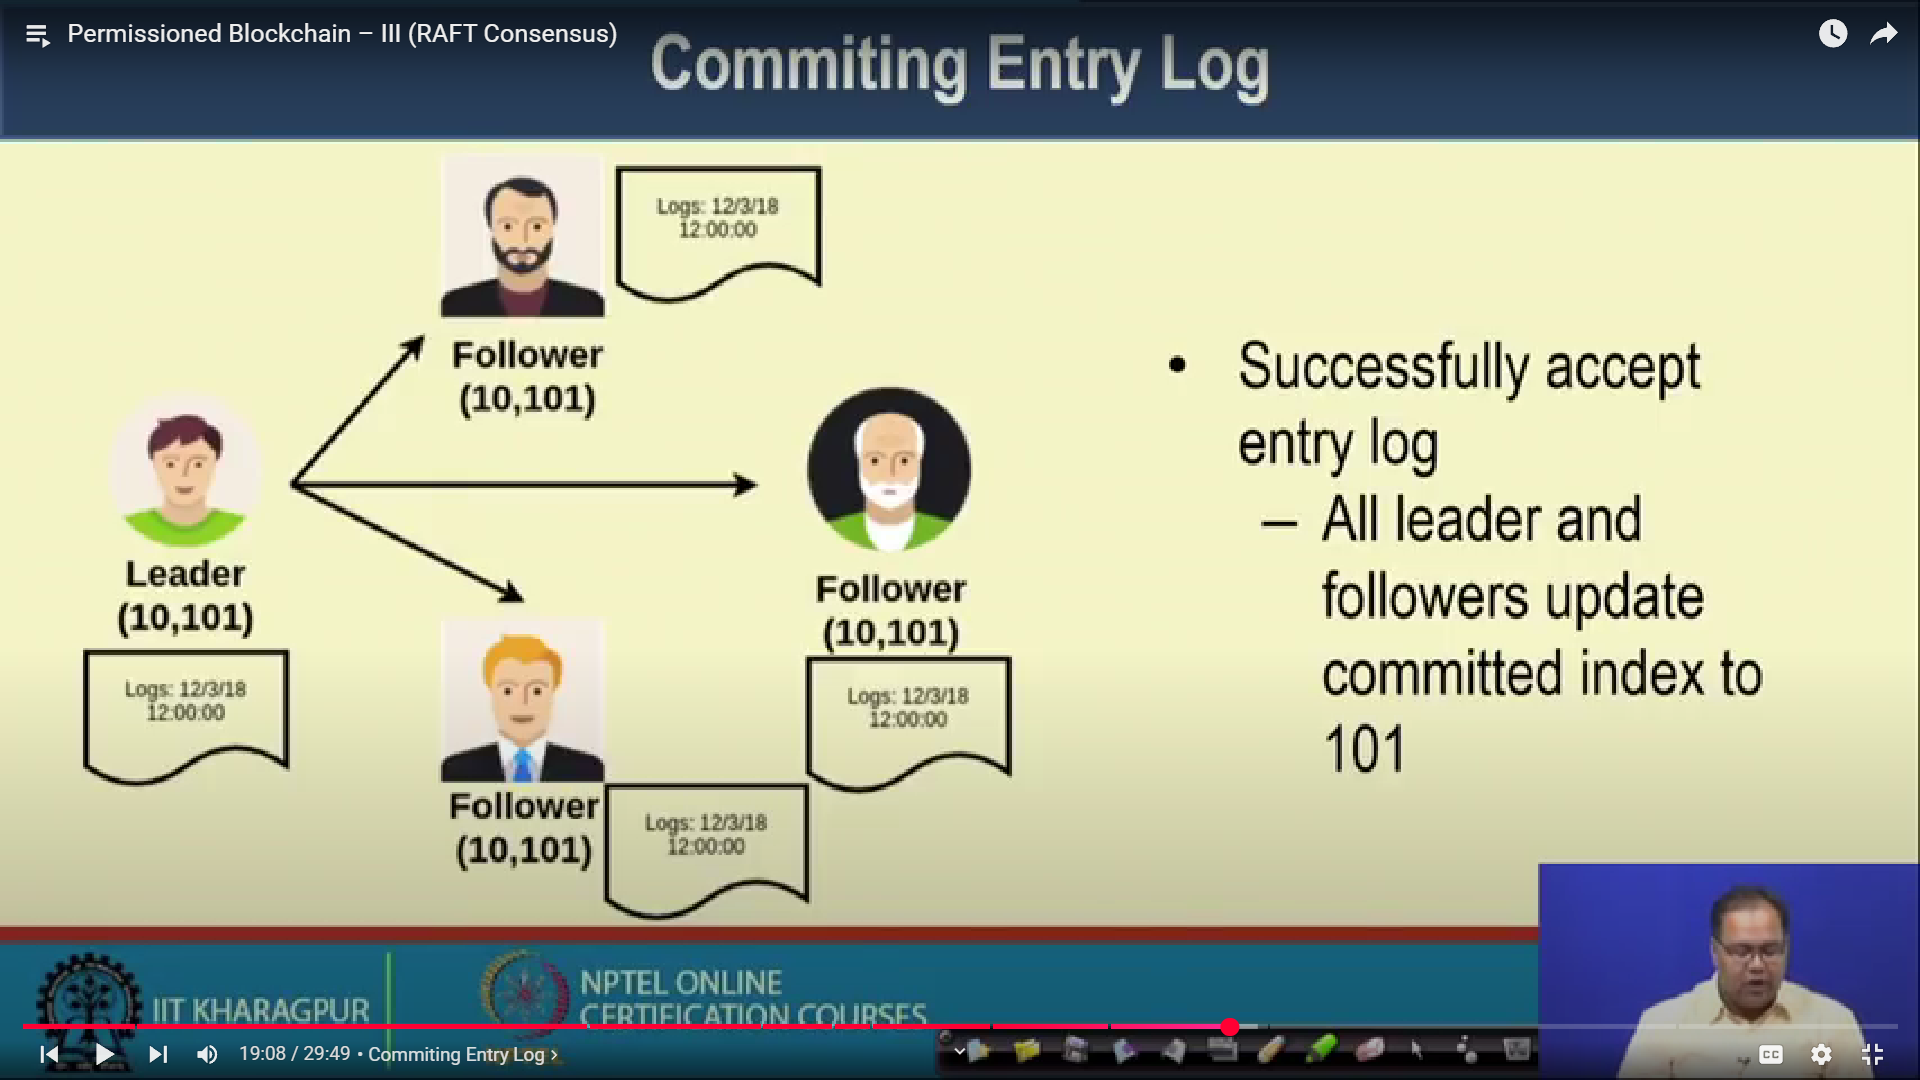 Permissioned Blockchain – III (RAFT Consensus)
Commiting Entry Log
Logs: 12/3/18
12:00:00
Follower
(10,101)
Leader
(10,101)
Logs: 12/3/18
12:00:00
Follower
(10,101)
Logs: 12/3/18
12:00:00
Follower
(10,101)
Logs: 12/3/18
12:00:00
• Successfully accept
entry log
– All leader and
followers update
committed index to
101
IIT KHARAGPUR
NPTEL ONLINE
CERTIFICATION COURSES
19:08 / 29:49 • Commiting Entry Log ›
CC